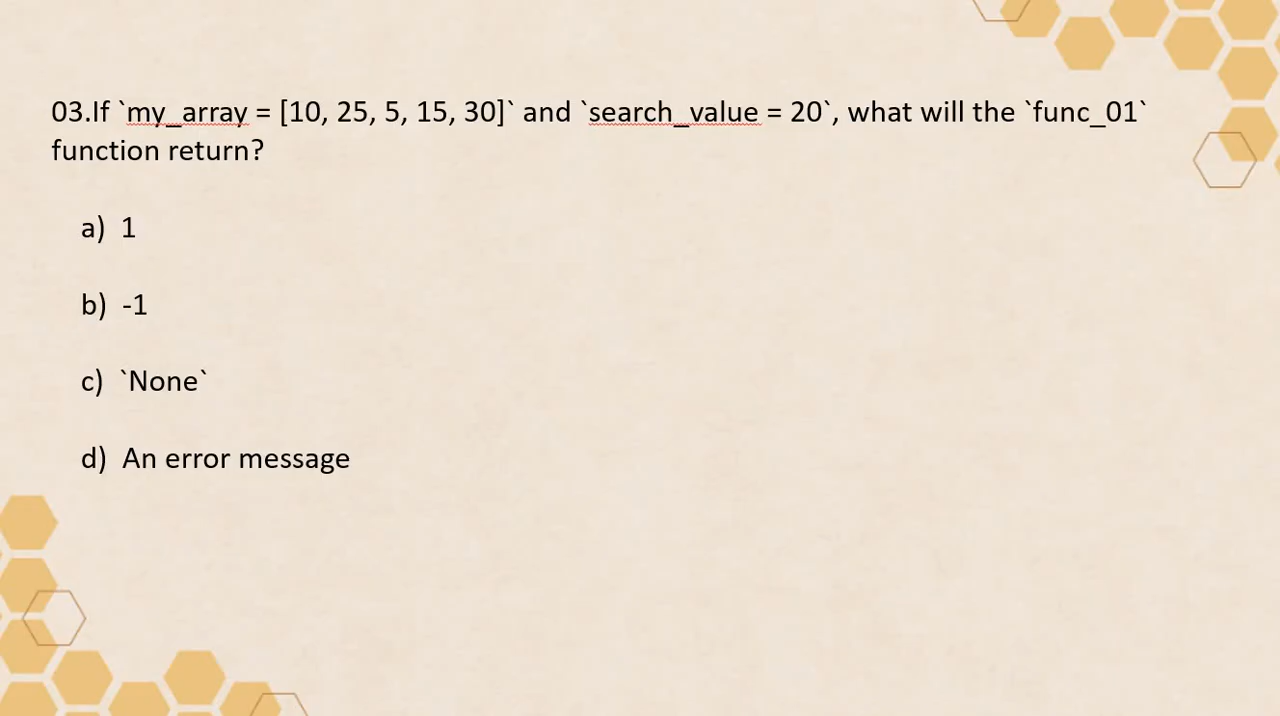 03.If `my_array = [10, 25, 5, 15, 30]` and `search_value = 20`, what will the `func_01`
function return?
a) 1
b) -1
c) `None`
d) An error message